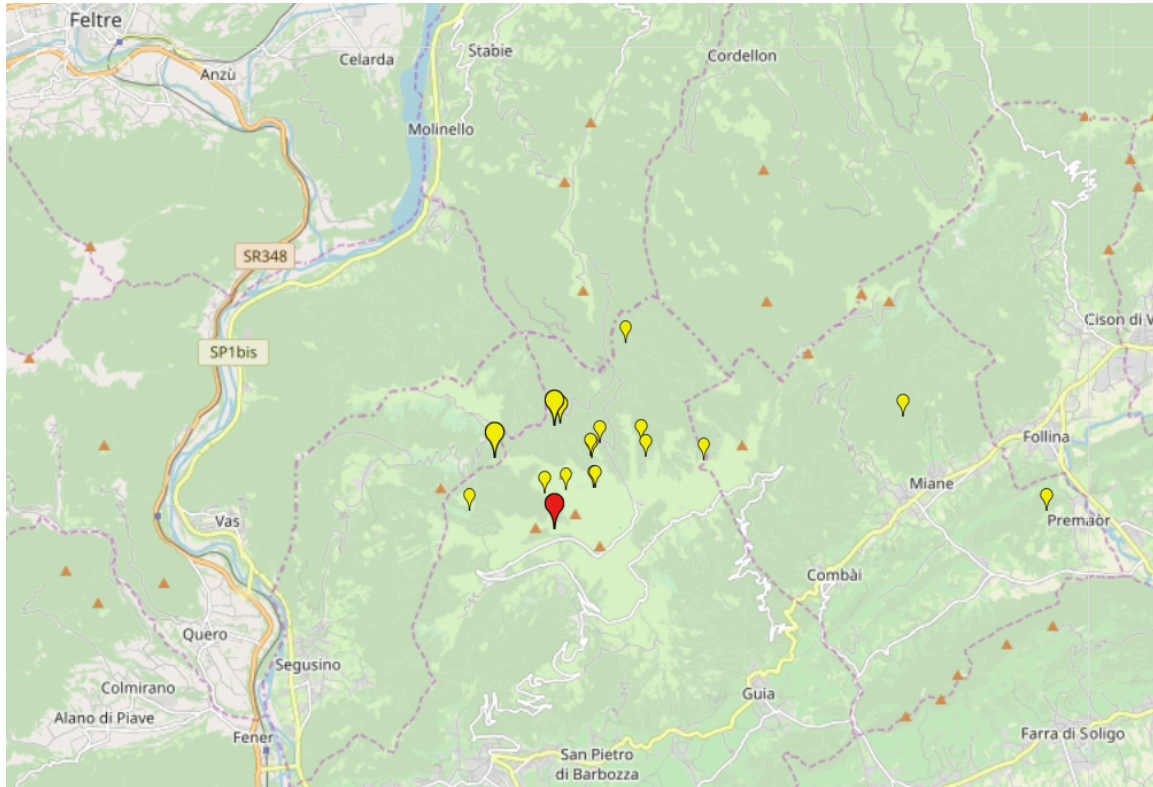 Feltre
Stabie
Cordellon
Celarda
Anzù
Molinello
SR348
Cison di V
SP1bis
Follina
Miane
Premaòr
Vas
Combài
Quero
Segusino
Colmirano
Guia
Alano di Piave
Fener
Farra di Soligo
San Pietro
di Barbozza